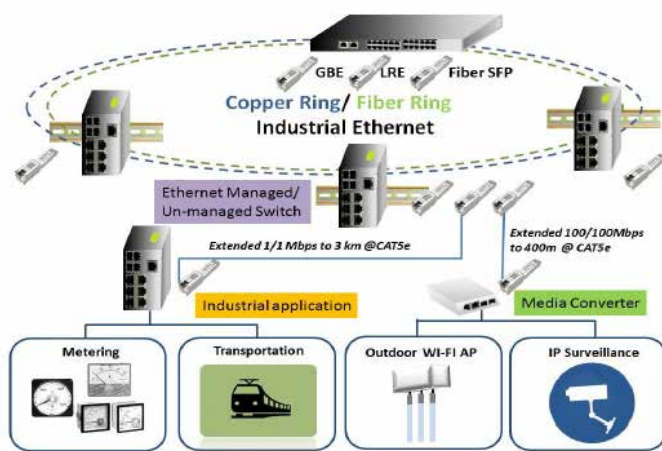 GBE LRE Fiber SFP
Copper Ring/ Fiber Ring
Industrial Ethernet
Ethernet Managed/
Un-managed Switch
Extended 1/1 Mbps to 3 km @CAT5e
Extended 100/100Mbps
to 400m @ CAT5e
Industrial application
Media Converter
Metering
Transportation
Outdoor WI-FI AP
IP Surveillance